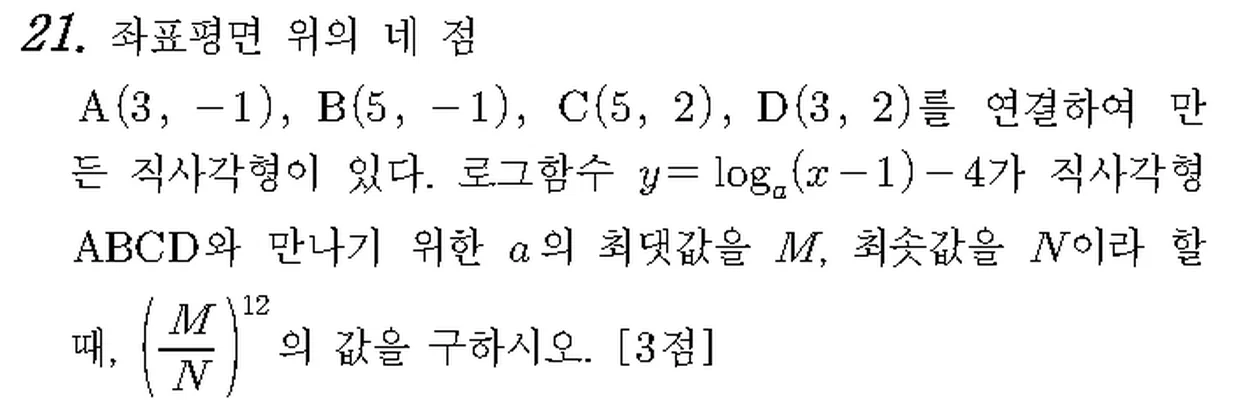 21. 좌표평면 위의 네 점
A(3, −1), B(5, −1), C(5, 2), D(3, 2)를 연결하여 만
든 직사각형이 있다. 로그함수 y = logₐ(x−1)−4가 직사각형
ABCD와 만나기 위한 a의 최댓값을 M, 최솟값을 N이라 할
때, (M/N)¹²의 값을 구하시오. [3점]